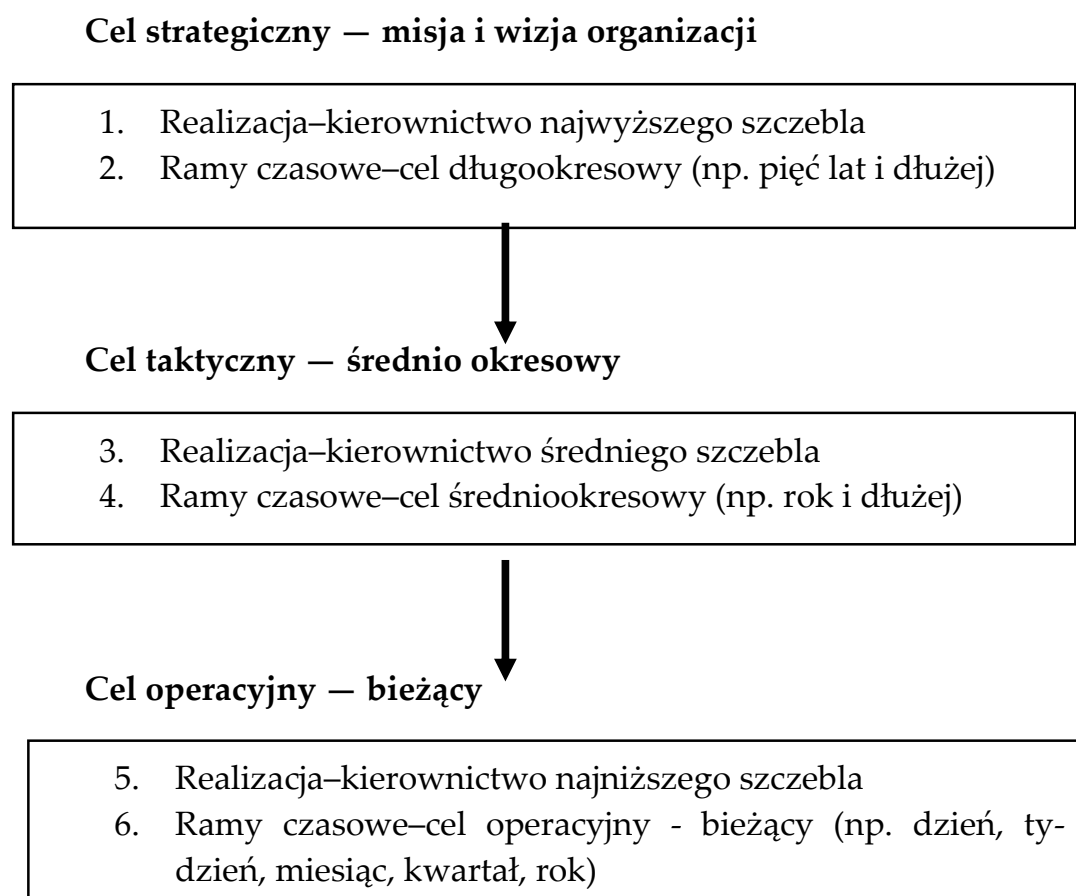 Cel strategiczny — misja i wizja organizacji
1. Realizacja–kierownictwo najwyższego szczebla
2. Ramy czasowe–cel długookresowy (np. pięć lat i dłużej)
Cel taktyczny — średnio okresowy
3. Realizacja–kierownictwo średniego szczebla
4. Ramy czasowe–cel średniookresowy (np. rok i dłużej)
Cel operacyjny — bieżący
5. Realizacja–kierownictwo najniższego szczebla
6. Ramy czasowe–cel operacyjny - bieżący (np. dzień, ty-
dzień, miesiąc, kwartał, rok)